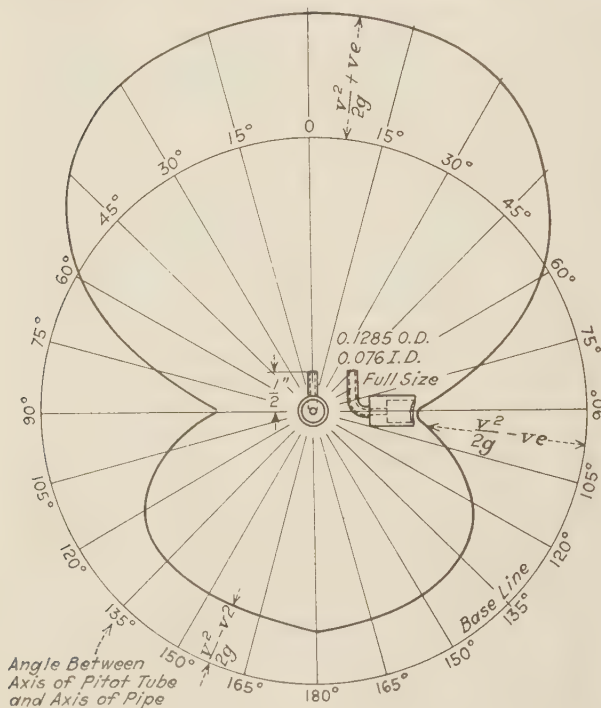 v²/2g + ve
0
15°
15°
30°
30°
45°
45°
60°
60°
75°
75°
0.1285 O.D.
0.076 I.D.
Full Size
1/2"
90°
90°
v²/2g - ve
105°
105°
120°
120°
Base Line
135°
135°
v²/2g - v2
150°
150°
165°
165°
180°
Angle Between
Axis of Pitot Tube
and Axis of Pipe